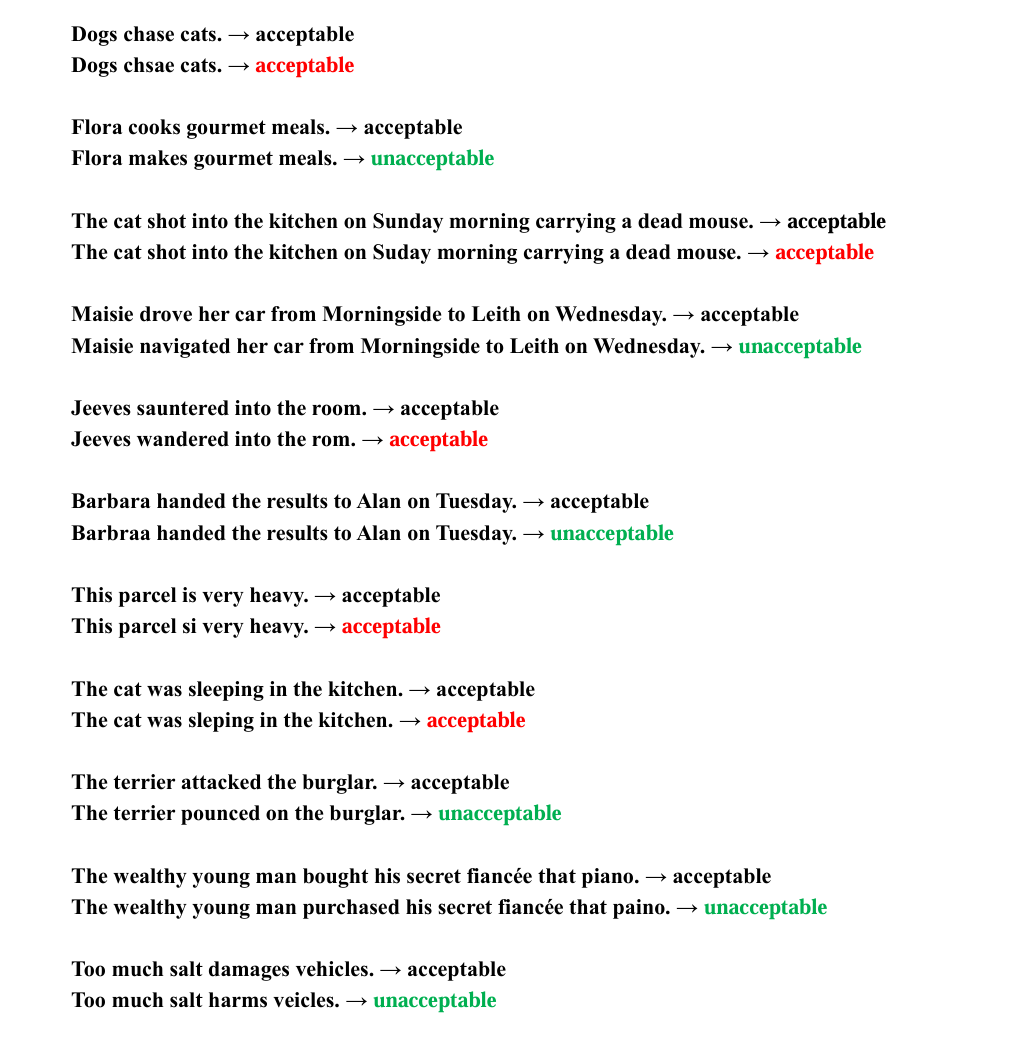 Dogs chase cats. → acceptable
Dogs chsae cats. → acceptable
Flora cooks gourmet meals. → acceptable
Flora makes gourmet meals. → unacceptable
The cat shot into the kitchen on Sunday morning carrying a dead mouse. → acceptable
The cat shot into the kitchen on Suday morning carrying a dead mouse. → acceptable
Maisie drove her car from Morningside to Leith on Wednesday. → acceptable
Maisie navigated her car from Morningside to Leith on Wednesday. → unacceptable
Jeeves sauntered into the room. → acceptable
Jeeves wandered into the rom. → acceptable
Barbara handed the results to Alan on Tuesday. → acceptable
Barbraa handed the results to Alan on Tuesday. → unacceptable
This parcel is very heavy. → acceptable
This parcel si very heavy. → acceptable
The cat was sleeping in the kitchen. → acceptable
The cat was sleping in the kitchen. → acceptable
The terrier attacked the burglar. → acceptable
The terrier pounced on the burglar. → unacceptable
The wealthy young man bought his secret fiancée that piano. → acceptable
The wealthy young man purchased his secret fiancée that paino. → unacceptable
Too much salt damages vehicles. → acceptable
Too much salt harms veicles. → unacceptable